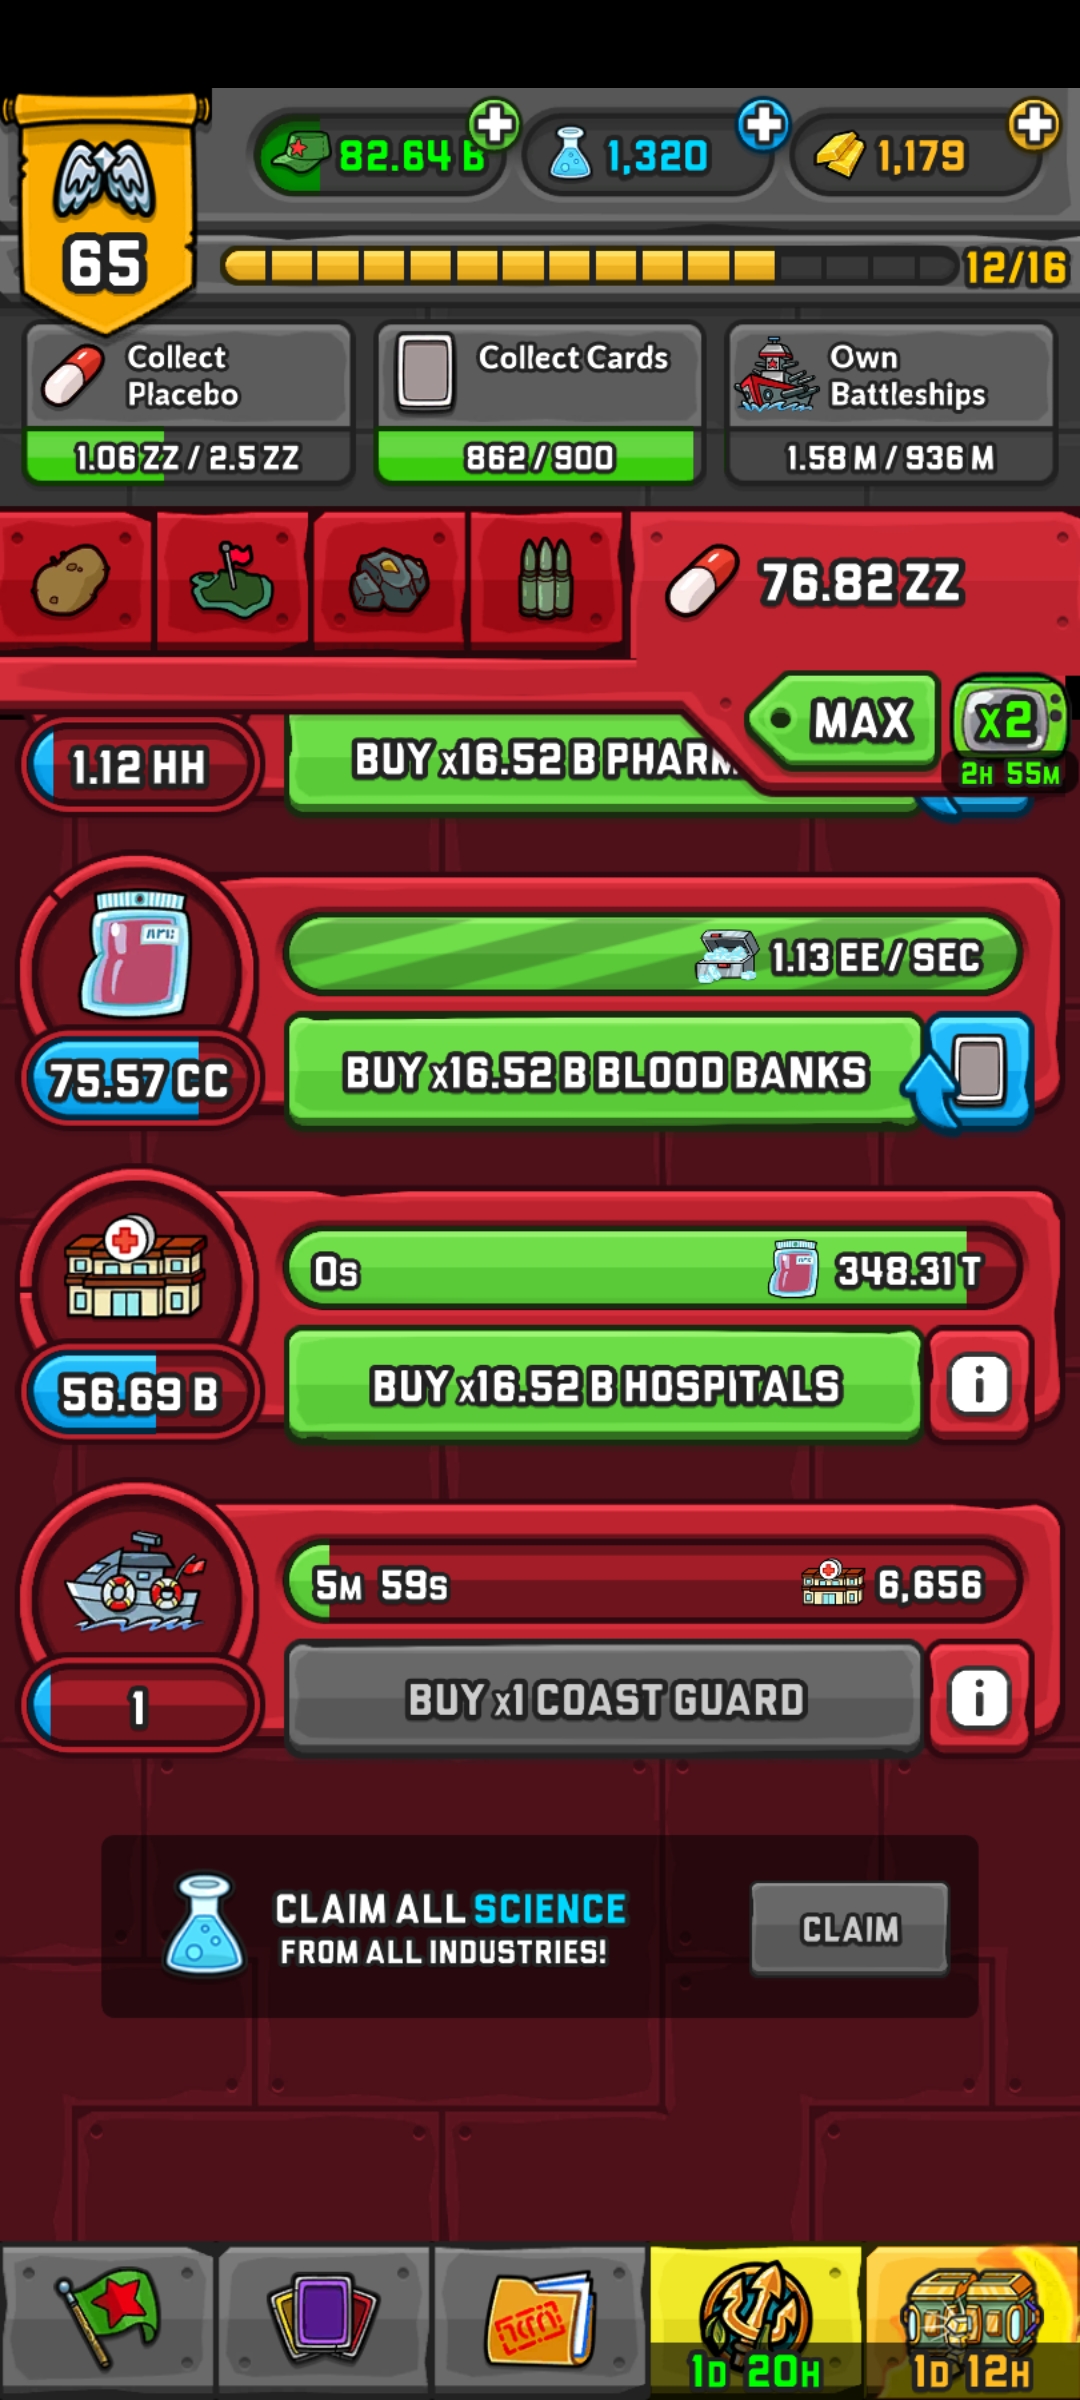 82.64 B
1,320
1,179
65
12/16
Collect
Placebo
1.06 ZZ / 2.5 ZZ
Collect Cards
862/900
Own
Battleships
1.58 M / 936 M
76.82 ZZ
MAX
x2
2H 55M
1.12 HH
BUY x16.52 B PHARM
1.13 EE / SEC
75.57 CC
BUY x16.52 B BLOOD BANKS
0s
348.31 T
56.69 B
BUY x16.52 B HOSPITALS
i
5M 59s
6,656
1
BUY x1 COAST GUARD
i
CLAIM ALL SCIENCE
FROM ALL INDUSTRIES!
CLAIM
1D 20H
1D 12H